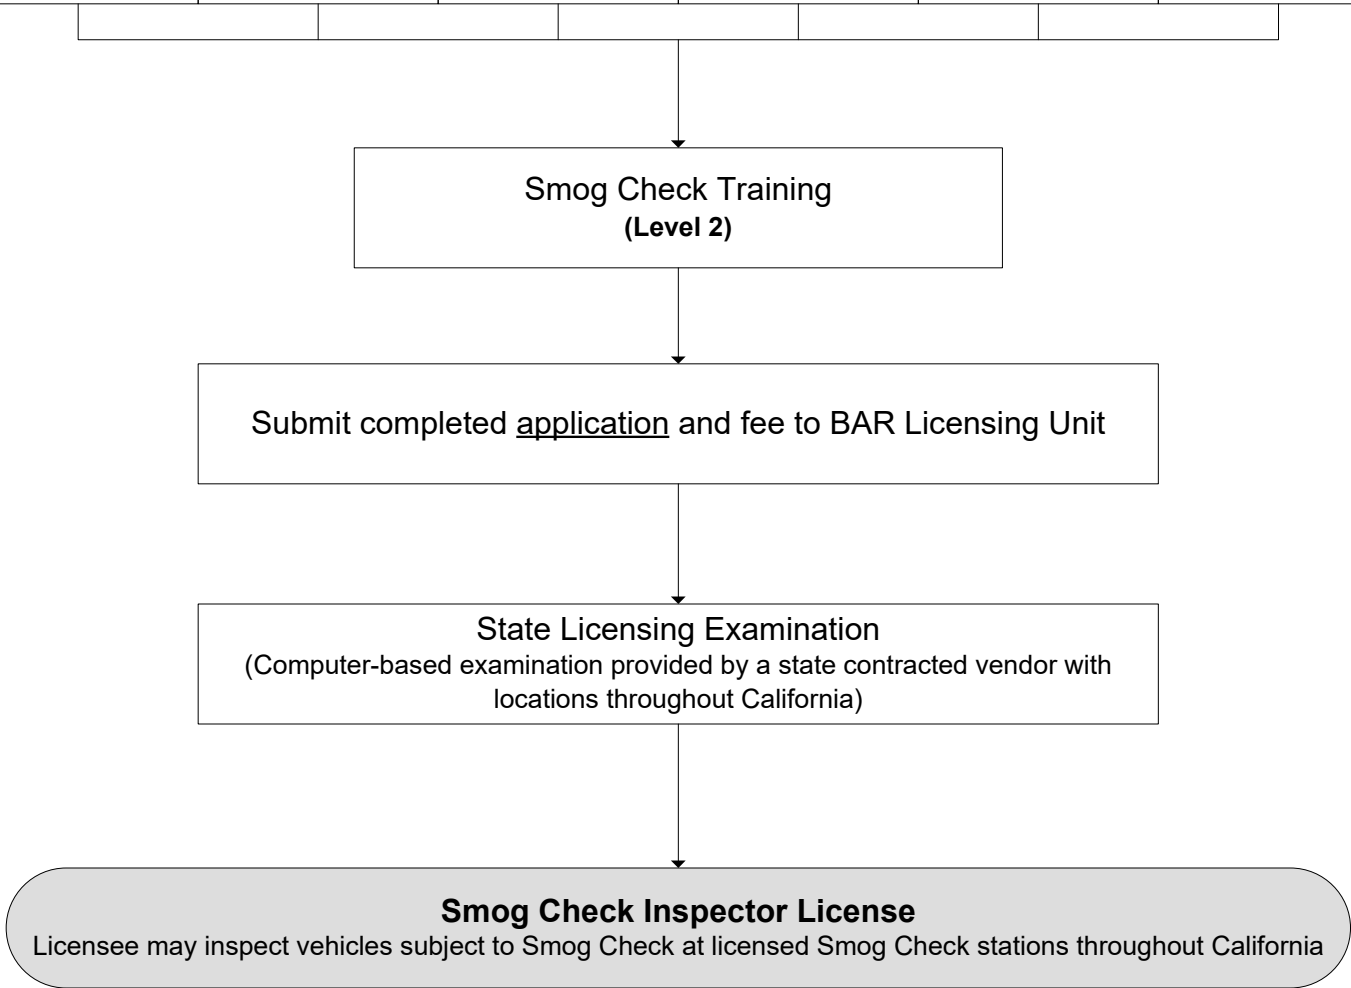 Smog Check Training
(Level 2)
Submit completed application and fee to BAR Licensing Unit
State Licensing Examination
(Computer-based examination provided by a state contracted vendor with
locations throughout California)
Smog Check Inspector License
Licensee may inspect vehicles subject to Smog Check at licensed Smog Check stations throughout California